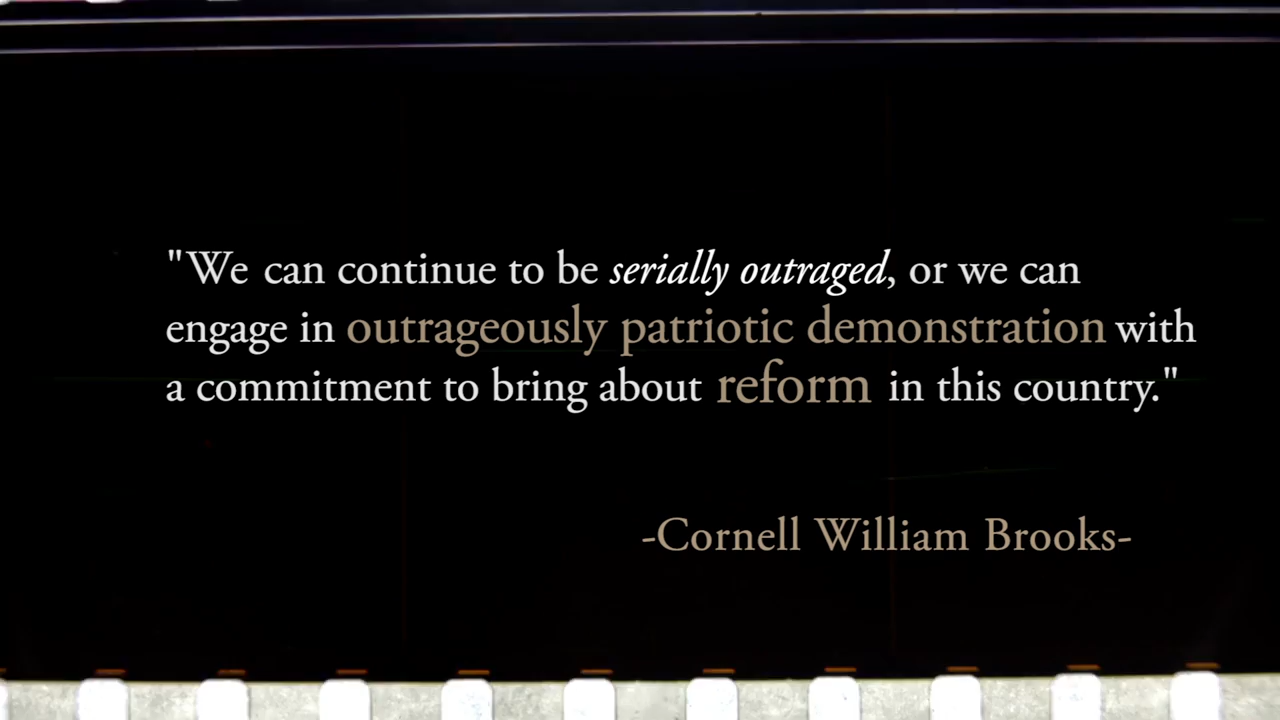 "We can continue to be serially outraged, or we can
engage in outrageously patriotic demonstration with
a commitment to bring about reform in this country."
-Cornell William Brooks-